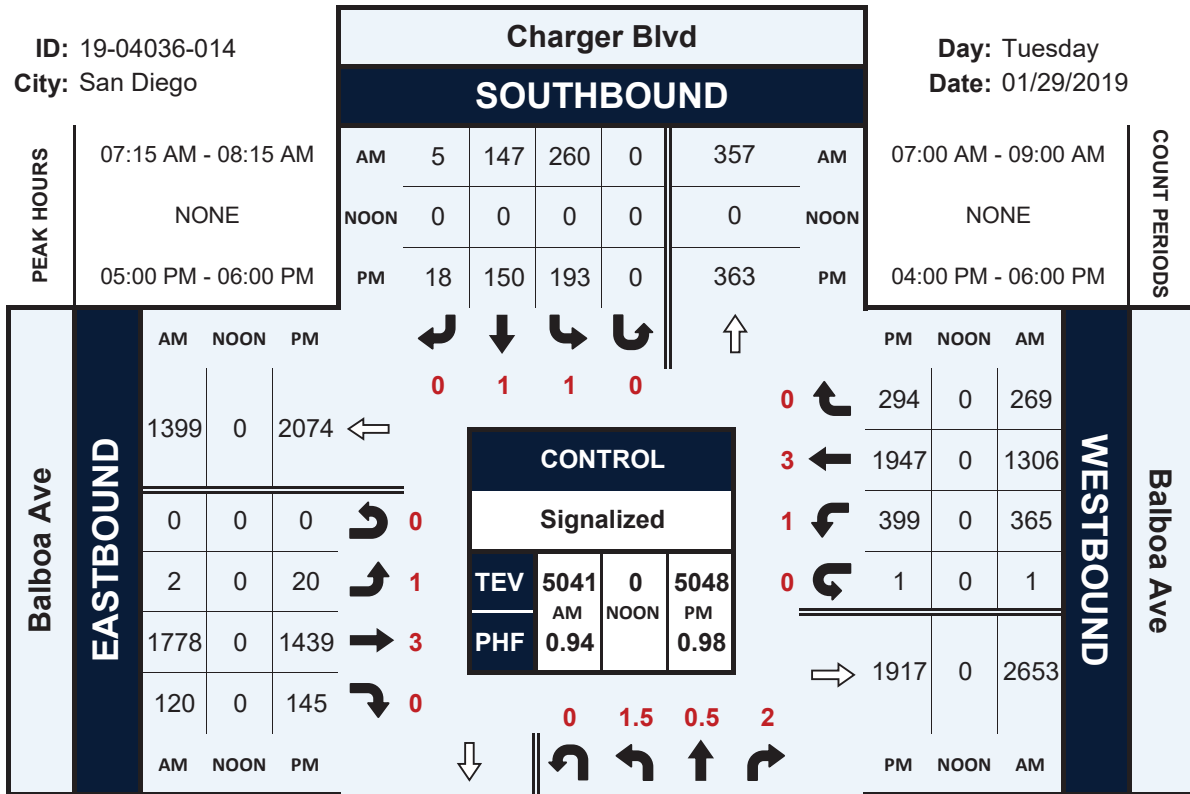 ID: 19-04036-014
City: San Diego
Charger Blvd
SOUTHBOUND
Day: Tuesday
Date: 01/29/2019
PEAK HOURS
07:15 AM - 08:15 AM
NONE
05:00 PM - 06:00 PM
AM 5 147 260 0 357 AM
NOON 0 0 0 0 0 NOON
PM 18 150 193 0 363 PM
07:00 AM - 09:00 AM
NONE
04:00 PM - 06:00 PM
COUNT PERIODS
0 1 1 0
Balboa Ave
EASTBOUND
AM NOON PM
1399 0 2074
0 0 0 0
2 0 20 1
1778 0 1439 3
120 0 145 0
AM NOON PM
CONTROL
Signalized
TEV 5041 0 5048
AM NOON PM
PHF 0.94 0.98
PM NOON AM
0 294 0 269
3 1947 0 1306
1 399 0 365
0 1 0 1
1917 0 2653
PM NOON AM
WESTBOUND
Balboa Ave
0 1.5 0.5 2